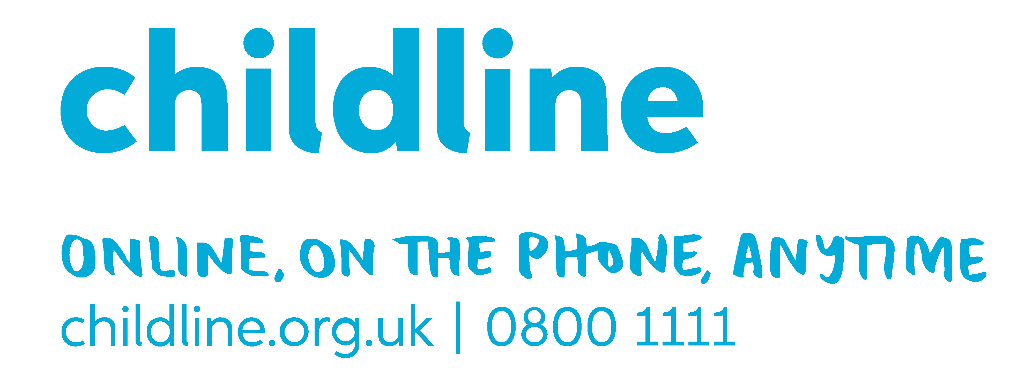 childline
ONLINE, ON THE PHONE, ANYTIME
childline.org.uk | 0800 1111